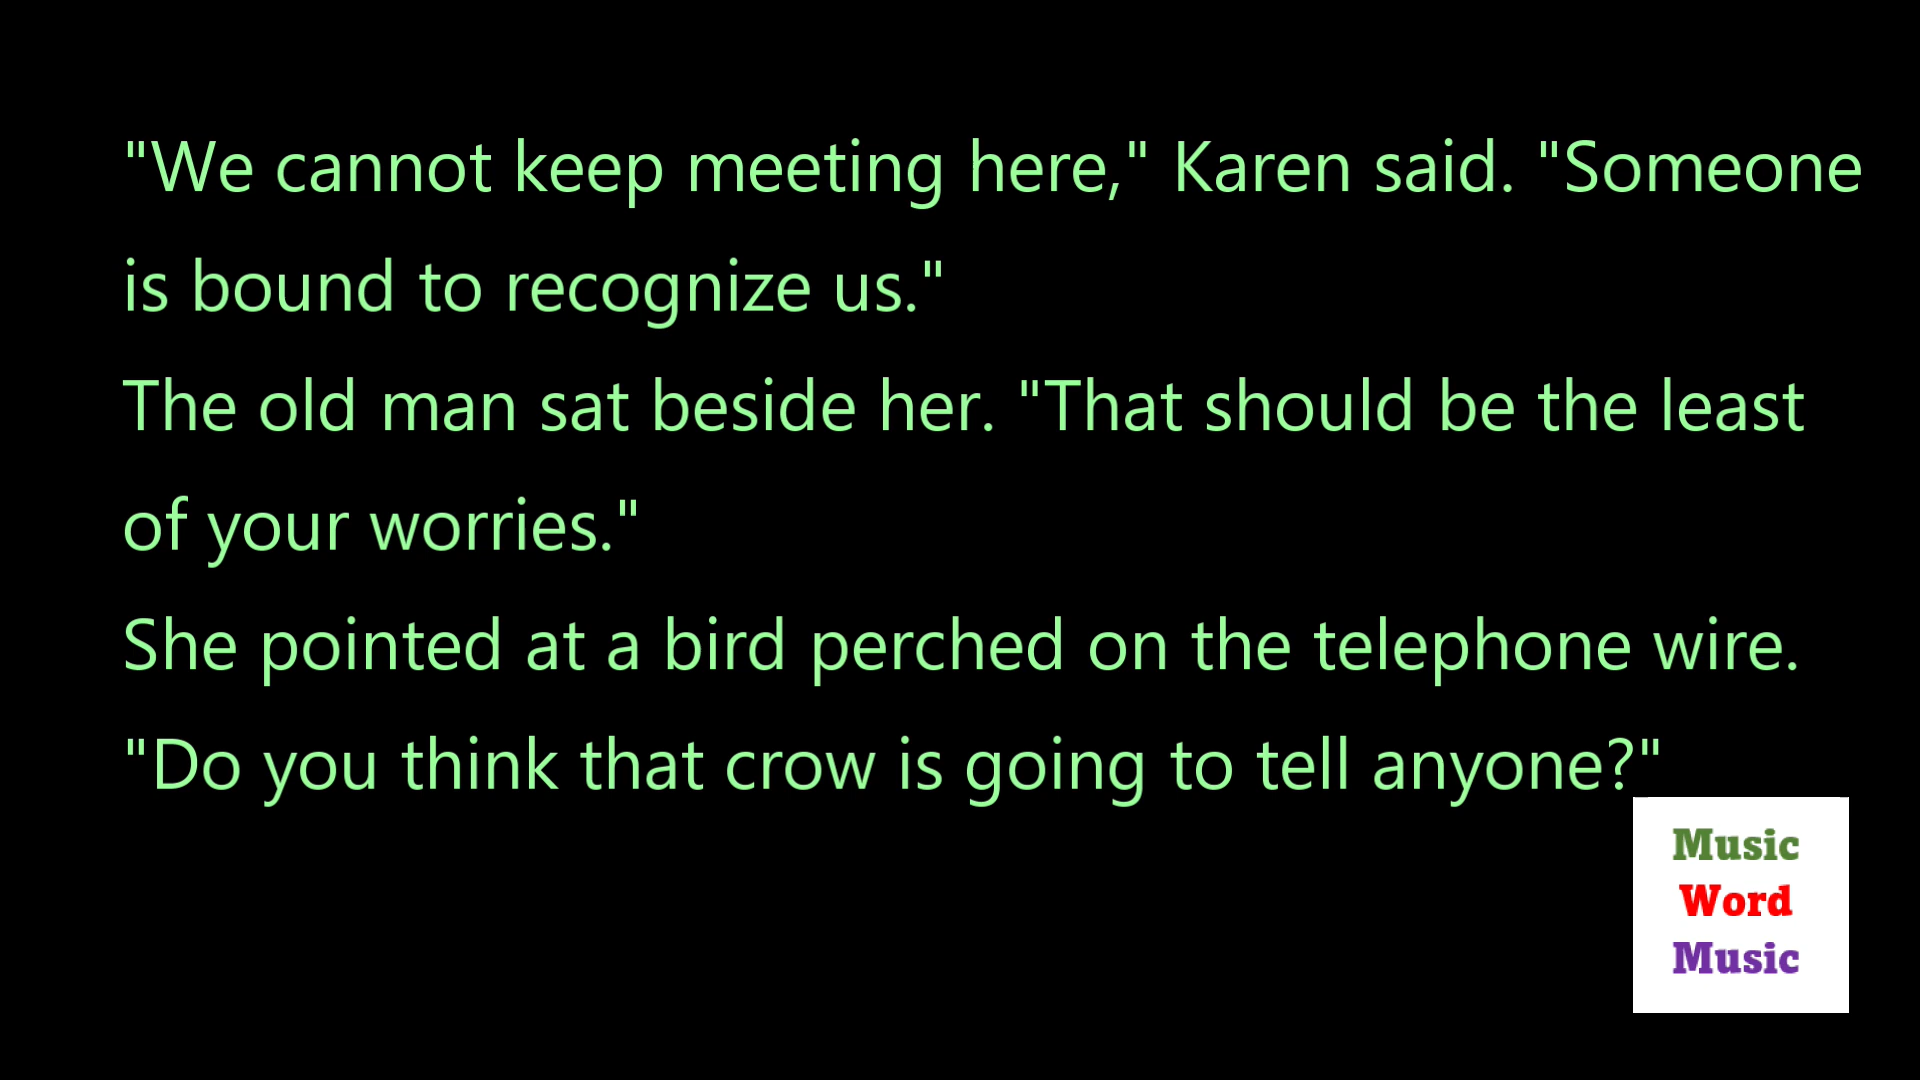 "We cannot keep meeting here," Karen said. "Someone
is bound to recognize us."
The old man sat beside her. "That should be the least
of your worries."
She pointed at a bird perched on the telephone wire.
"Do you think that crow is going to tell anyone?"
Music
Word
Music